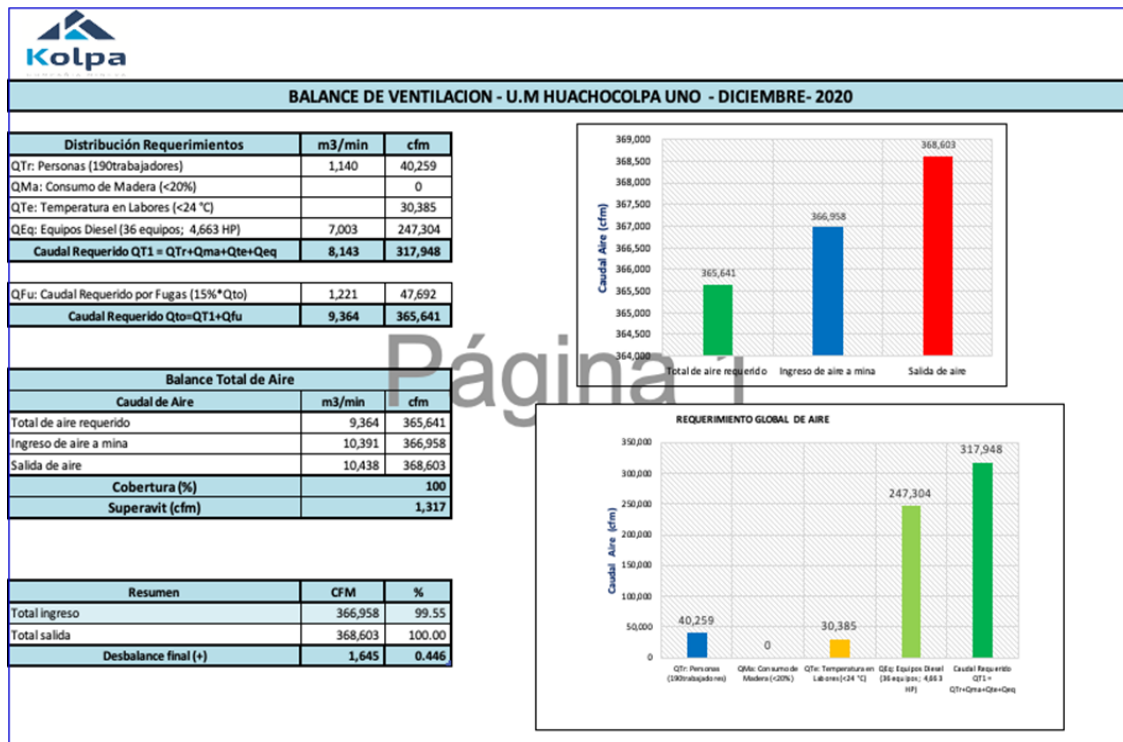 Kolpa
BALANCE DE VENTILACION - U.M HUACHOCOLPA UNO - DICIEMBRE- 2020
Distribución Requerimientos m3/min cfm
QTr: Personas (190trabajadores) 1,140 40,259
QMa: Consumo de Madera (<20%) 0
QTe: Temperatura en Labores (<24 °C) 30,385
QEq: Equipos Diesel (36 equipos; 4,663 HP) 7,003 247,304
Caudal Requerido QT1 = QTr+Qma+Qte+Qeq 8,143 317,948
QFu: Caudal Requerido por Fugas (15%*Qto) 1,221 47,692
Caudal Requerido Qto=QT1+Qfu 9,364 365,641
Balance Total de Aire
Caudal de Aire m3/min cfm
Total de aire requerido 9,364 365,641
Ingreso de aire a mina 10,391 366,958
Salida de aire 10,438 368,603
Cobertura (%) 100
Superavit (cfm) 1,317
Resumen CFM %
Total ingreso 366,958 99.55
Total salida 368,603 100.00
Desbalance final (+) 1,645 0.446
Página 1
Caudal Aire (cfm)
369,000
368,500
368,000
367,500
367,000
366,500
366,000
365,500
365,000
364,500
364,000
365,641
366,958
368,603
Total de aire requerido Ingreso de aire a mina Salida de aire
REQUERIMIENTO GLOBAL DE AIRE
Caudal Aire (cfm)
350,000
300,000
250,000
200,000
150,000
100,000
50,000
0
40,259
0
30,385
247,304
317,948
QTr: Personas
(190trabajadores)
QMa: Consumo de
Madera (<20%)
QTe: Temperatura en
Labores (<24 °C)
QEq: Equipos Diesel
(36 equipos; 4,663
HP)
Caudal Requerido
QT1 =
QTr+Qma+Qte+Qeq